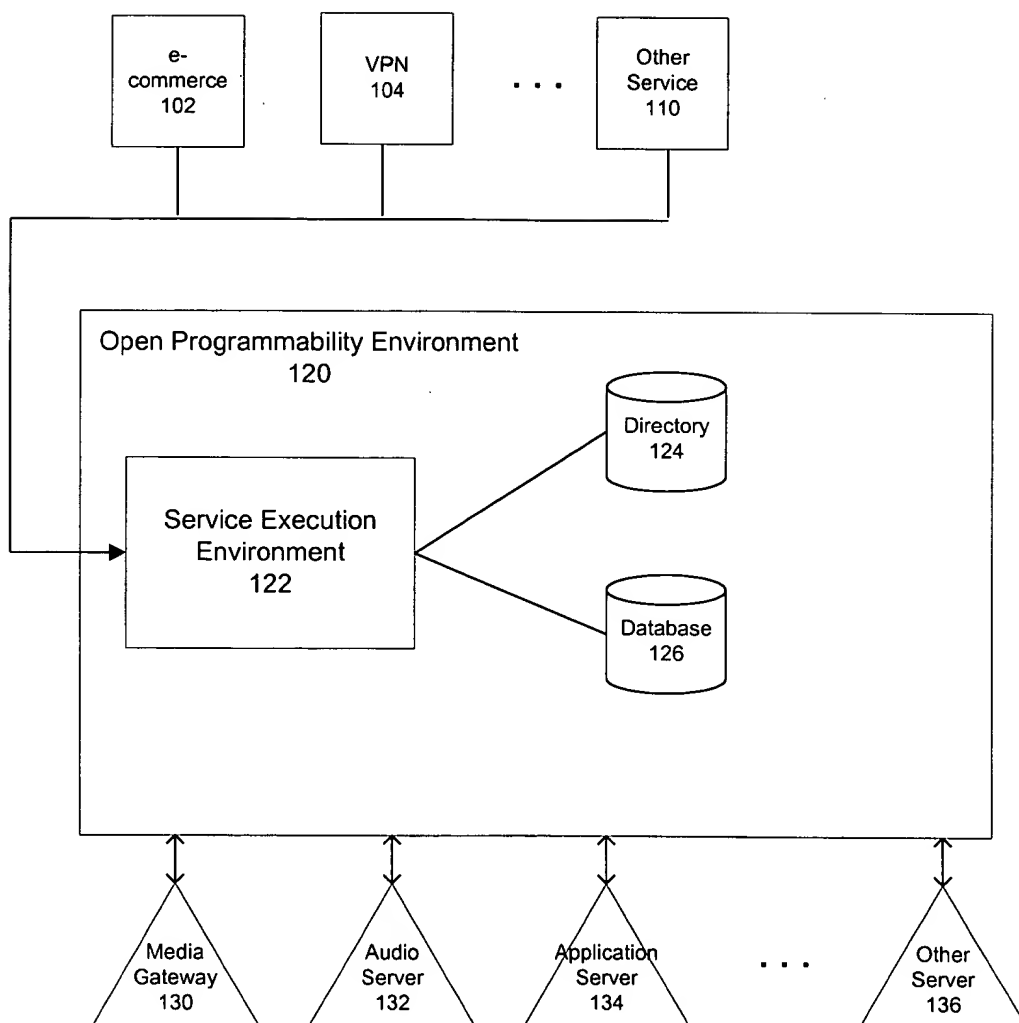 e-
commerce
102
VPN
104
. . .
Other
Service
110
Open Programmability Environment
120
Directory
124
Service Execution
Environment
122
Database
126
Media
Gateway
130
Audio
Server
132
Application
Server
134
. . .
Other
Server
136